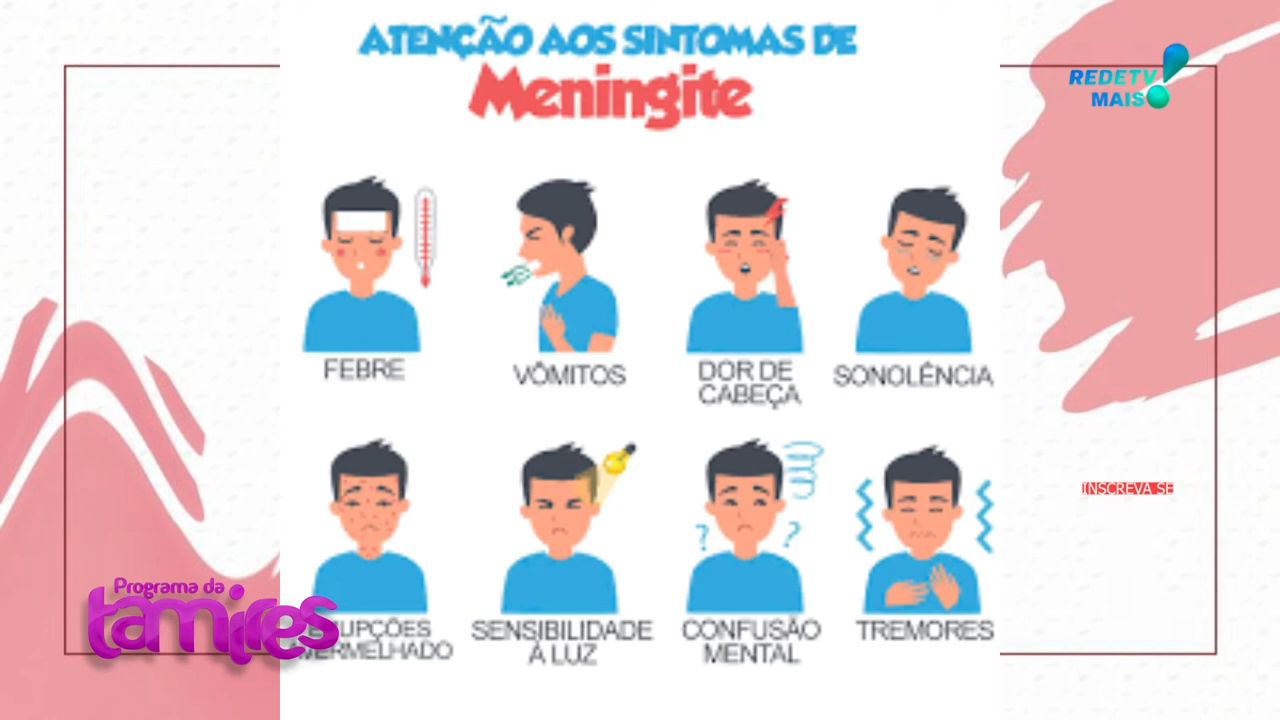 ATENÇÃO AOS SINTOMAS DE
Meningite
REDETV
MAIS!
FEBRE
VÔMITOS
DOR DE
CABEÇA
SONOLÊNCIA
INSCREVA SE
SENSIBILIDADE
À LUZ
CONFUSÃO
MENTAL
TREMORES
Programa da
tamires